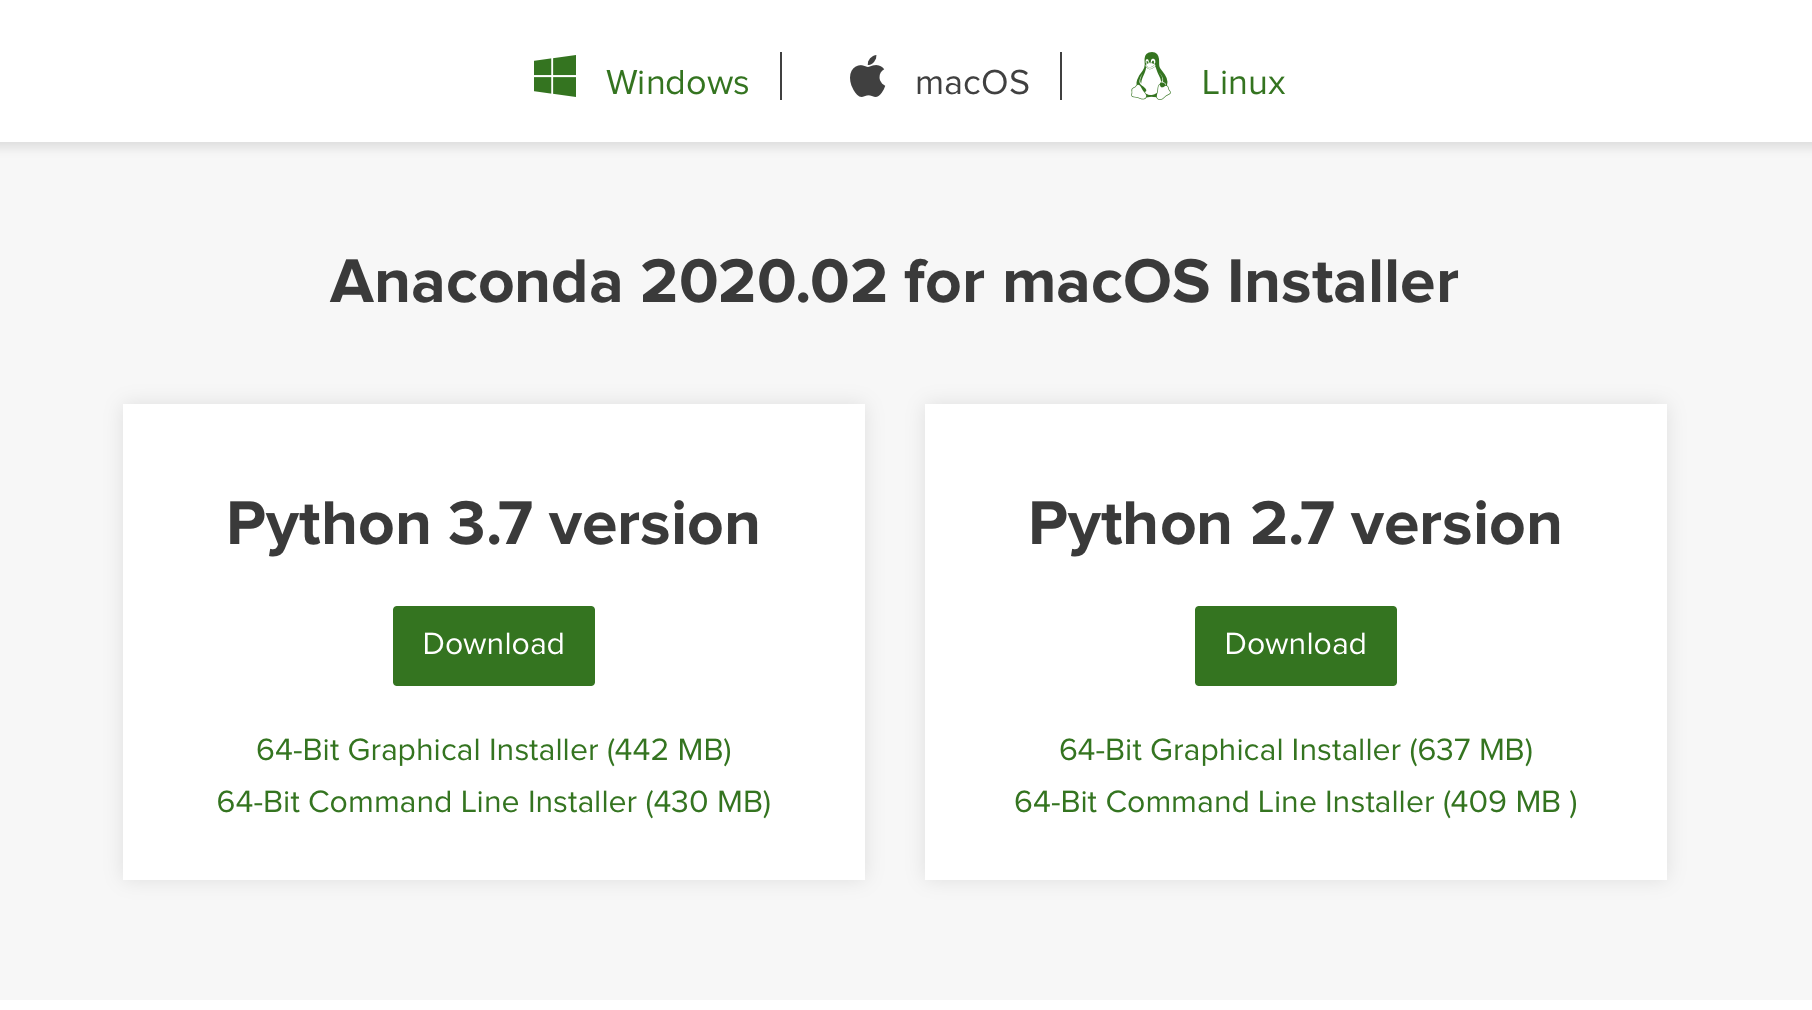 Windows macOS Linux
Anaconda 2020.02 for macOS Installer
Python 3.7 version
Download
64-Bit Graphical Installer (442 MB)
64-Bit Command Line Installer (430 MB)
Python 2.7 version
Download
64-Bit Graphical Installer (637 MB)
64-Bit Command Line Installer (409 MB )